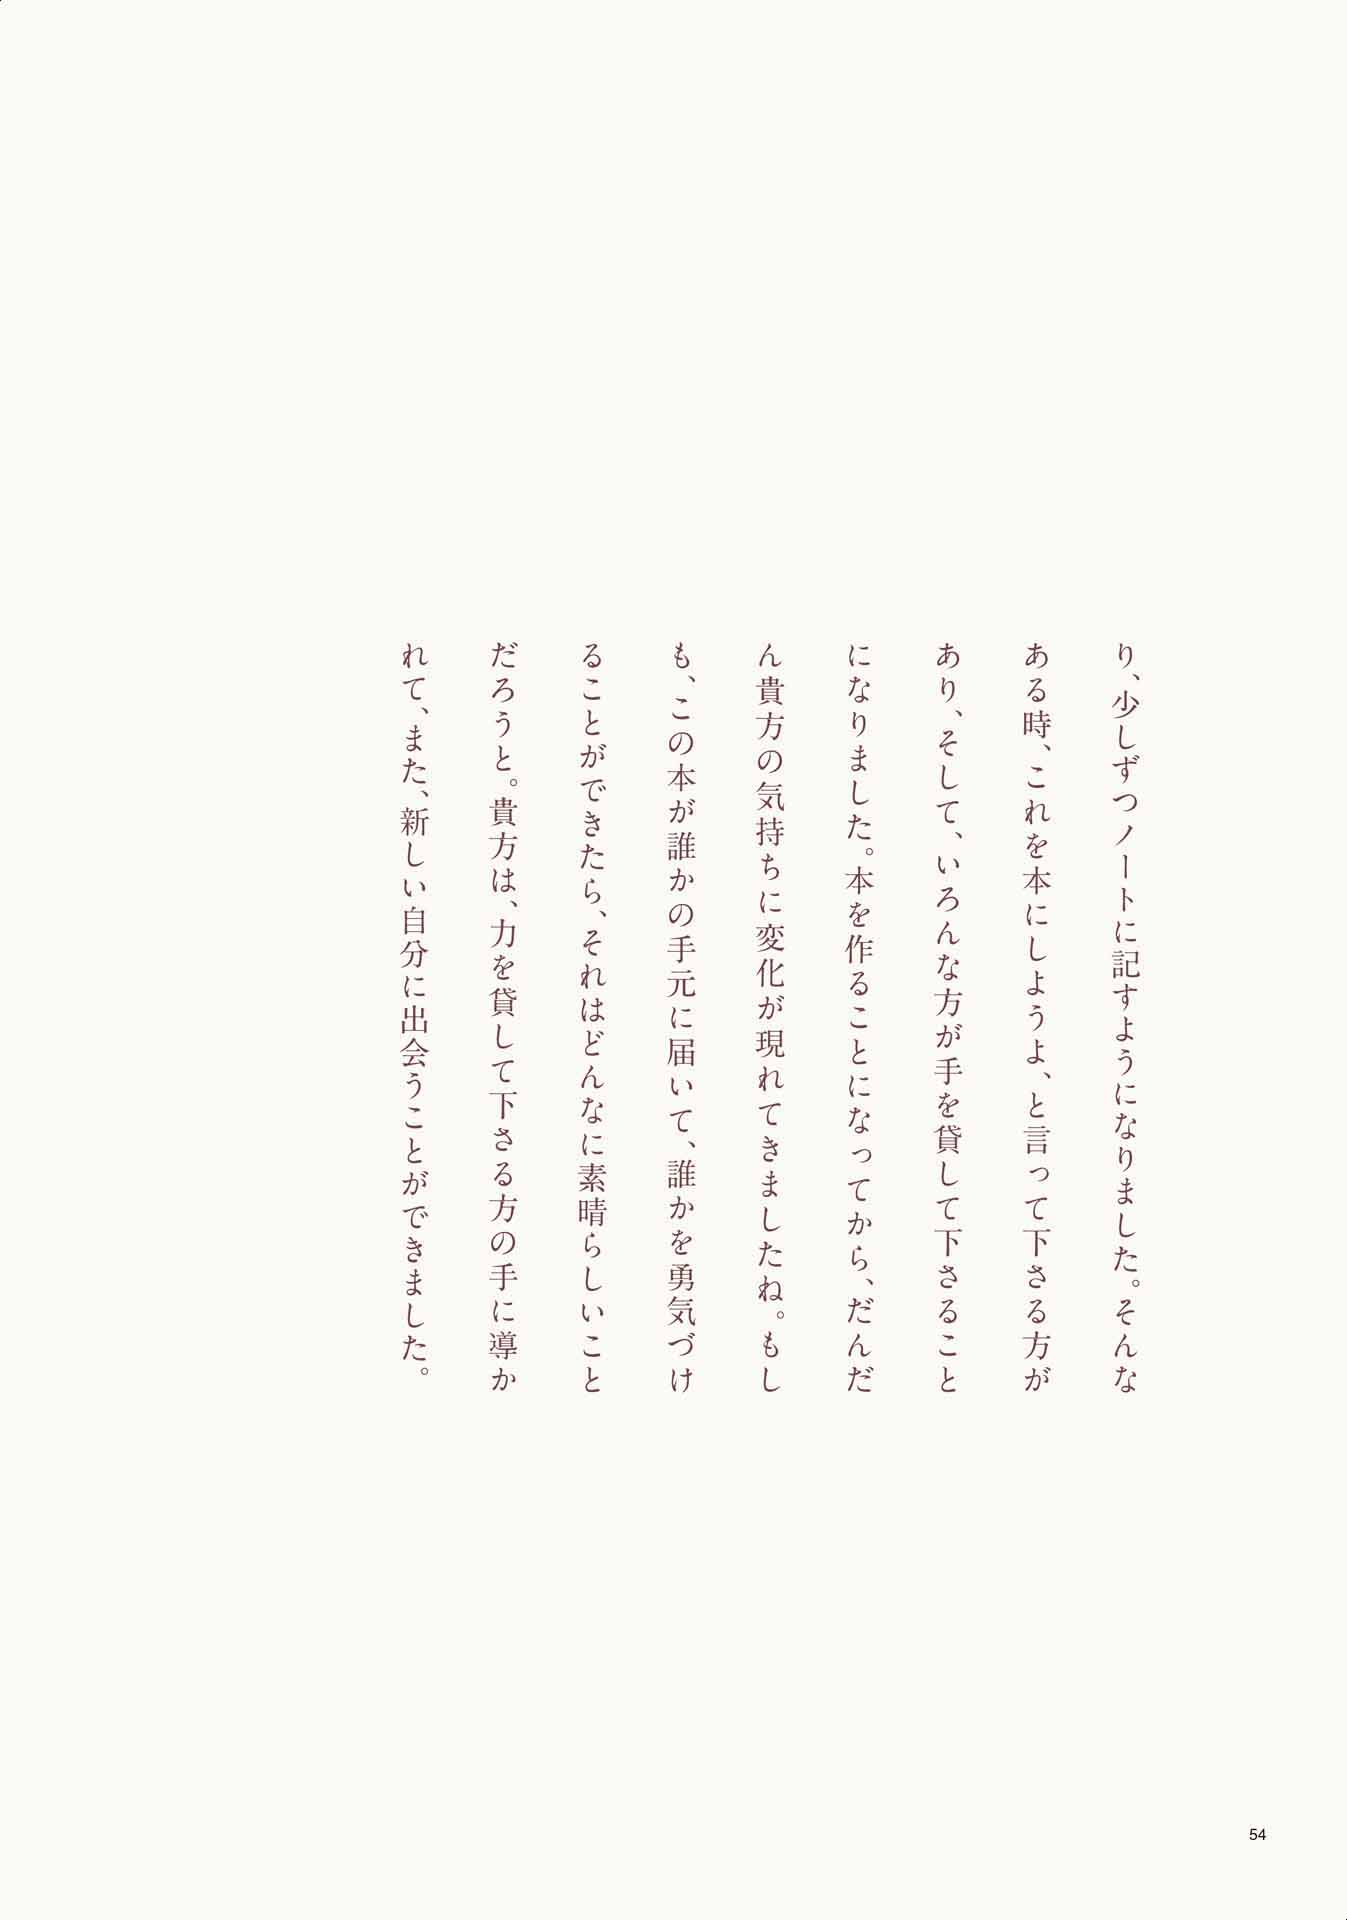 り、少しずつノートに記すようになりました。そんな
ある時、これを本にしようよ、と言って下さる方が
あり、そして、いろんな方が手を貸して下さること
になりました。本を作ることになってから、だんだ
ん貴方の気持ちに変化が現れてきましたね。もし
も、この本が誰かの手元に届いて、誰かを勇気づけ
ることができたら、それはどんなに素晴らしいこと
だろうと。貴方は、力を貸して下さる方の手に導か
れて、また、新しい自分に出会うことができました。
54